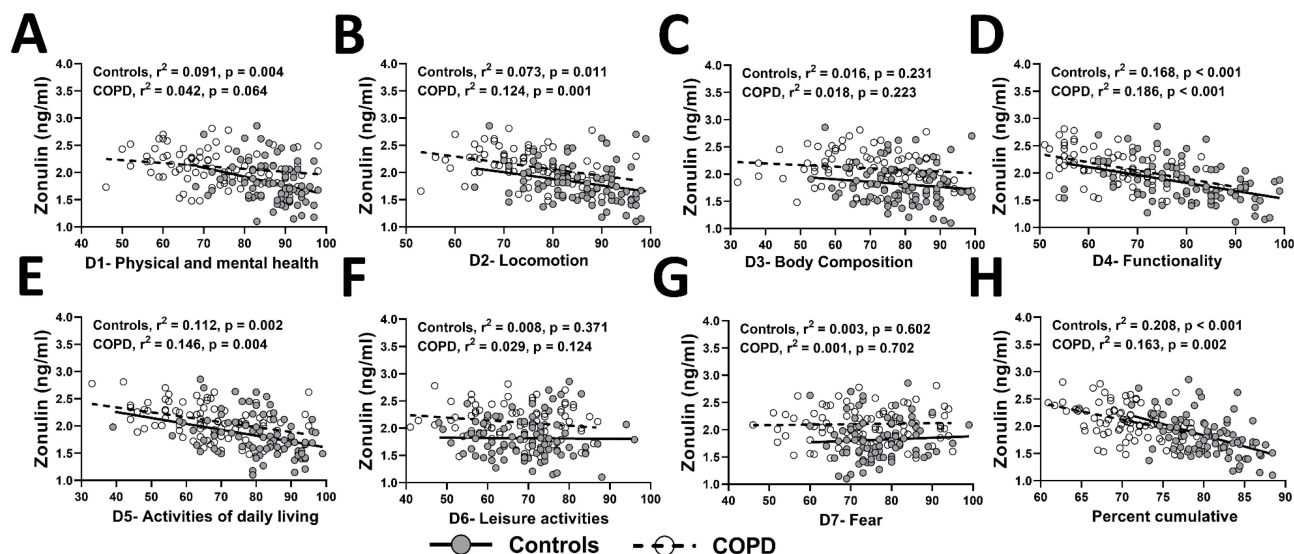 A
Controls, r² = 0.091, p = 0.004
COPD, r² = 0.042, p = 0.064
Zonulin (ng/ml)
4.0
3.5
3.0
2.5
2.0
1.5
1.0
40 50 60 70 80 90 100
D1- Physical and mental health
B
Controls, r² = 0.073, p = 0.011
COPD, r² = 0.124, p = 0.001
Zonulin (ng/ml)
4.0
3.5
3.0
2.5
2.0
1.5
1.0
50 60 70 80 90 100
D2- Locomotion
C
Controls, r² = 0.016, p = 0.231
COPD, r² = 0.018, p = 0.223
Zonulin (ng/ml)
4.0
3.5
3.0
2.5
2.0
1.5
1.0
30 40 50 60 70 80 90 100
D3- Body Composition
D
Controls, r² = 0.168, p < 0.001
COPD, r² = 0.186, p < 0.001
Zonulin (ng/ml)
4.0
3.5
3.0
2.5
2.0
1.5
1.0
50 60 70 80 90 100
D4- Functionality
E
Controls, r² = 0.112, p = 0.002
COPD, r² = 0.146, p = 0.004
Zonulin (ng/ml)
4.0
3.5
3.0
2.5
2.0
1.5
1.0
30 40 50 60 70 80 90 100
D5- Activities of daily living
F
Controls, r² = 0.008, p = 0.371
COPD, r² = 0.029, p = 0.124
Zonulin (ng/ml)
4.0
3.5
3.0
2.5
2.0
1.5
1.0
40 50 60 70 80 90 100
D6- Leisure activities
G
Controls, r² = 0.003, p = 0.602
COPD, r² = 0.001, p = 0.702
Zonulin (ng/ml)
4.0
3.5
3.0
2.5
2.0
1.5
1.0
40 50 60 70 80 90 100
D7- Fear
H
Controls, r² = 0.208, p < 0.001
COPD, r² = 0.163, p = 0.002
Zonulin (ng/ml)
4.0
3.5
3.0
2.5
2.0
1.5
1.0
60 65 70 75 80 85 90
Percent cumulative
Controls COPD